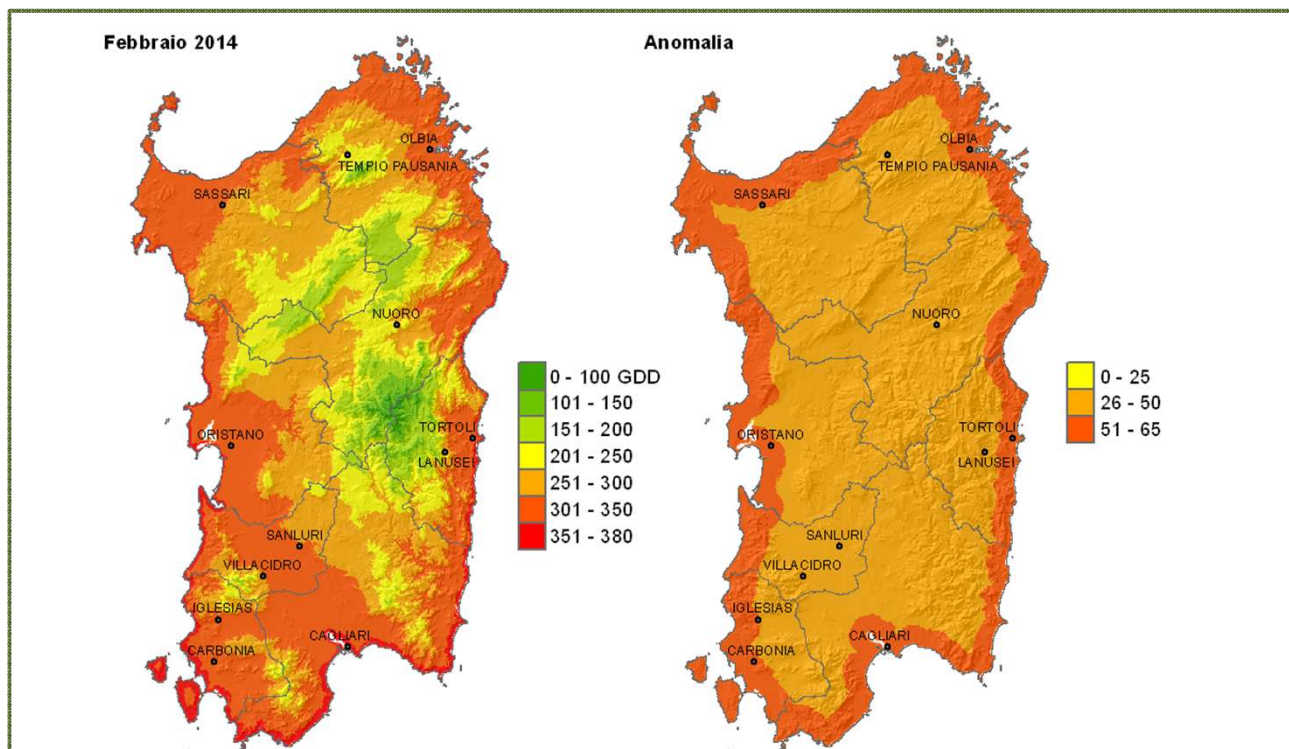 Febbraio 2014
OLBIA
TEMPIO PAUSANIA
SASSARI
NUORO
TORTOLI
ORISTANO
LANUSEI
SANLURI
VILLACIDRO
IGLESIAS
CAGLIARI
CARBONIA
0 - 100 GDD
101 - 150
151 - 200
201 - 250
251 - 300
301 - 350
351 - 380
Anomalia
OLBIA
TEMPIO PAUSANIA
SASSARI
NUORO
TORTOLI
ORISTANO
LANUSEI
SANLURI
VILLACIDRO
IGLESIAS
CAGLIARI
CARBONIA
0 - 25
26 - 50
51 - 65